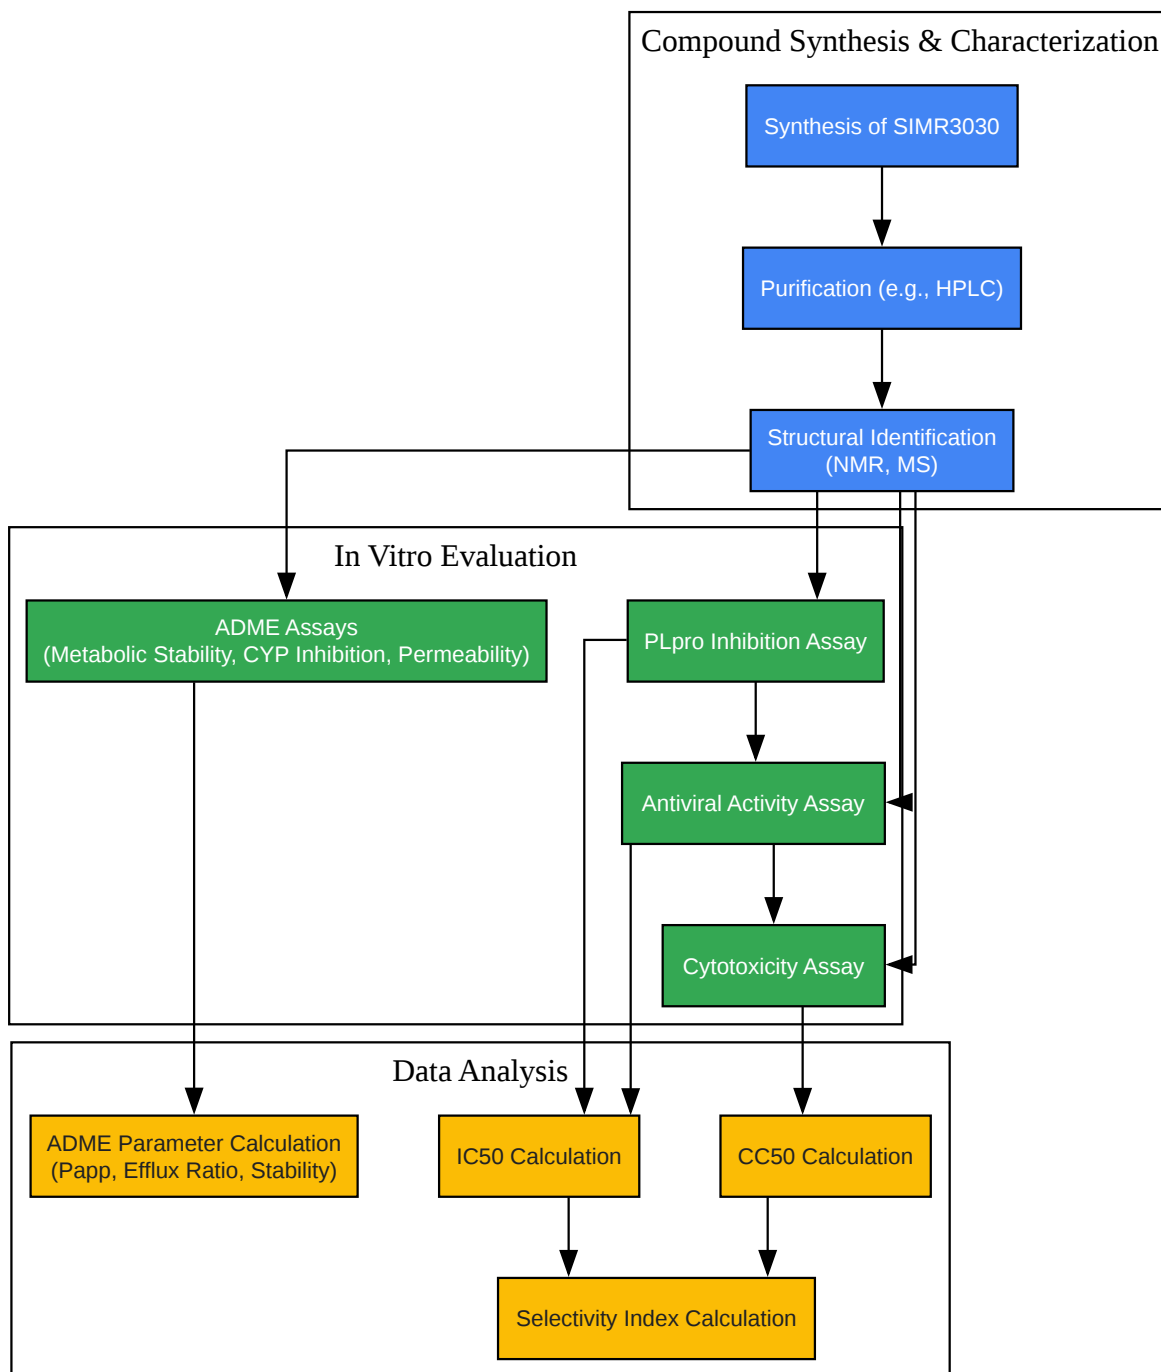 Compound Synthesis & Characterization
Synthesis of SIMR3030
Purification (e.g., HPLC)
Structural Identification
(NMR, MS)
In Vitro Evaluation
ADME Assays
(Metabolic Stability, CYP Inhibition, Permeability)
PLpro Inhibition Assay
Antiviral Activity Assay
Cytotoxicity Assay
Data Analysis
ADME Parameter Calculation
(Papp, Efflux Ratio, Stability)
IC50 Calculation
CC50 Calculation
Selectivity Index Calculation